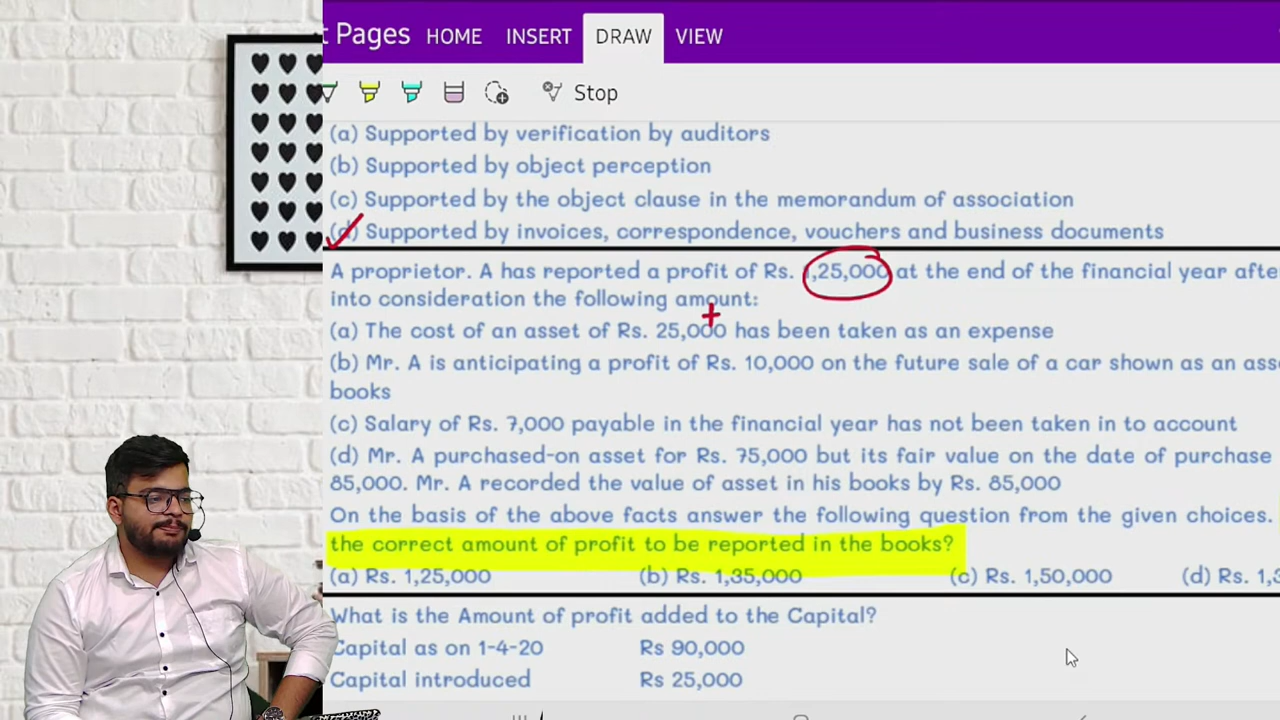 t Pages HOME INSERT DRAW VIEW
Stop
(a) Supported by verification by auditors
(b) Supported by object perception
(c) Supported by the object clause in the memorandum of association
(d) Supported by invoices, correspondence, vouchers and business documents
A proprietor. A has reported a profit of Rs. 1,25,000 at the end of the financial year afte
into consideration the following amount:
+
(a) The cost of an asset of Rs. 25,000 has been taken as an expense
(b) Mr. A is anticipating a profit of Rs. 10,000 on the future sale of a car shown as an ass
books
(c) Salary of Rs. 7,000 payable in the financial year has not been taken in to account
(d) Mr. A purchased-on asset for Rs. 75,000 but its fair value on the date of purchase
85,000. Mr. A recorded the value of asset in his books by Rs. 85,000
On the basis of the above facts answer the following question from the given choices.
the correct amount of profit to be reported in the books?
(a) Rs. 1,25,000 (b) Rs. 1,35,000 (c) Rs. 1,50,000 (d) Rs. 1,3
What is the Amount of profit added to the Capital?
Capital as on 1-4-20 Rs 90,000
Capital introduced Rs 25,000